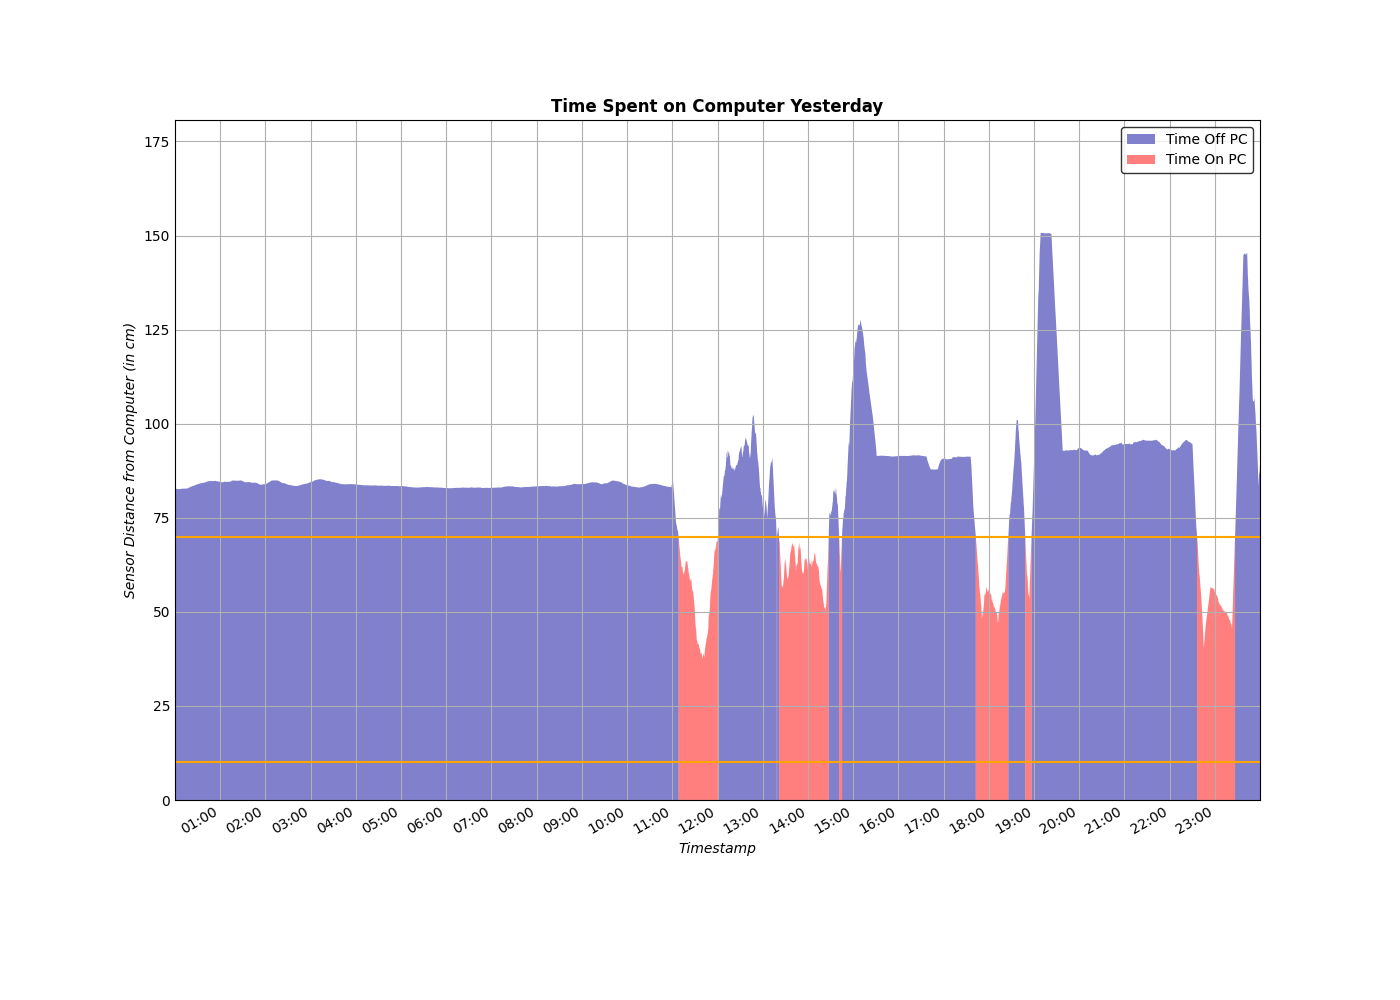 Time Spent on Computer Yesterday
Time Off PC
Time On PC
175
150
125
100
75
50
25
0
Sensor Distance from Computer (in cm)
01:00 02:00 03:00 04:00 05:00 06:00 07:00 08:00 09:00 10:00 11:00 12:00 13:00 14:00 15:00 16:00 17:00 18:00 19:00 20:00 21:00 22:00 23:00
Timestamp